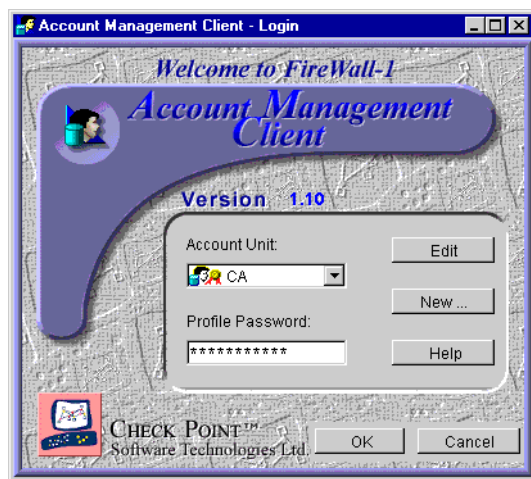 Account Management Client - Login
Welcome to FireWall-1
Account Management
Client
Version 1.10
Account Unit:
CA
Edit
New ...
Profile Password:
***********
Help
CHECK POINT™
Software Technologies Ltd.
OK
Cancel